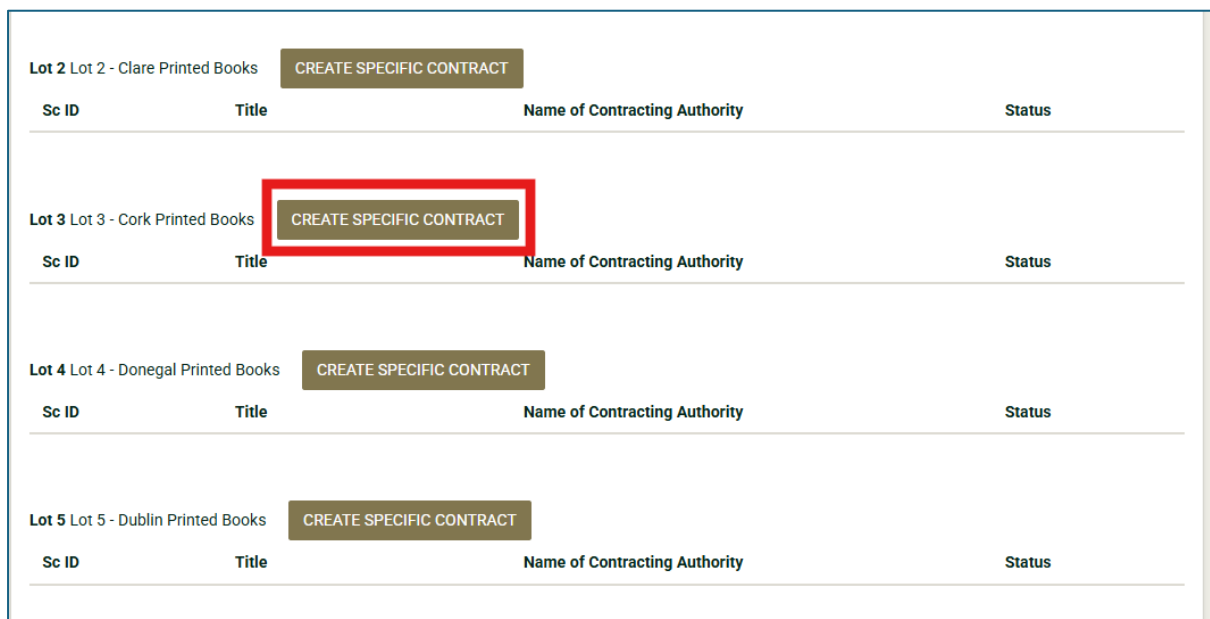 Lot 2 Lot 2 - Clare Printed Books CREATE SPECIFIC CONTRACT
Sc ID Title Name of Contracting Authority Status
Lot 3 Lot 3 - Cork Printed Books CREATE SPECIFIC CONTRACT
Sc ID Title Name of Contracting Authority Status
Lot 4 Lot 4 - Donegal Printed Books CREATE SPECIFIC CONTRACT
Sc ID Title Name of Contracting Authority Status
Lot 5 Lot 5 - Dublin Printed Books CREATE SPECIFIC CONTRACT
Sc ID Title Name of Contracting Authority Status